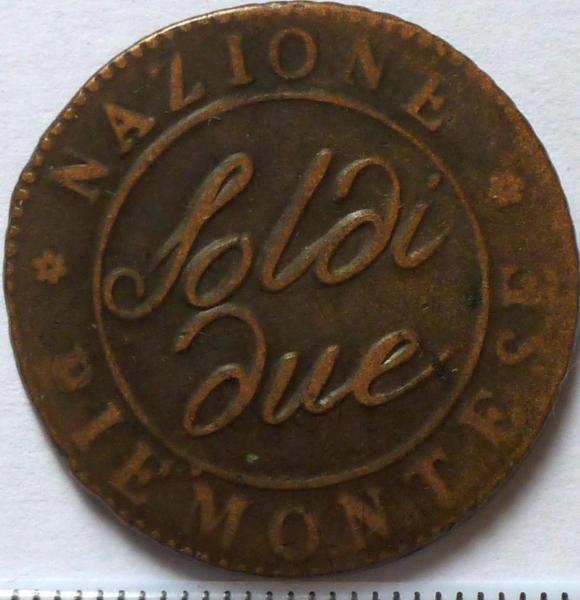 NAZIONE
Soldi
due
PIEMONTESE